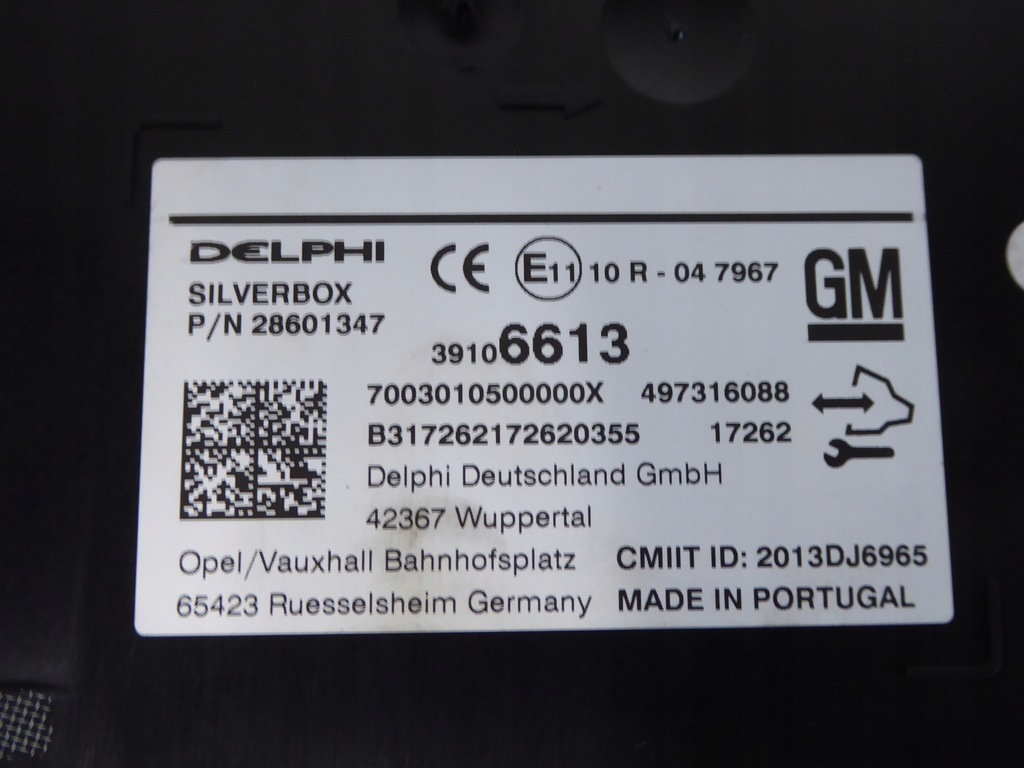 DELPHI
SILVERBOX
P/N 28601347
CE E11 10 R - 04 7967
GM
39106613
7003010500000X 497316088
B317262172620355 17262
Delphi Deutschland GmbH
42367 Wuppertal
Opel/Vauxhall Bahnhofsplatz
65423 Ruesselsheim Germany
CMIIT ID: 2013DJ6965
MADE IN PORTUGAL